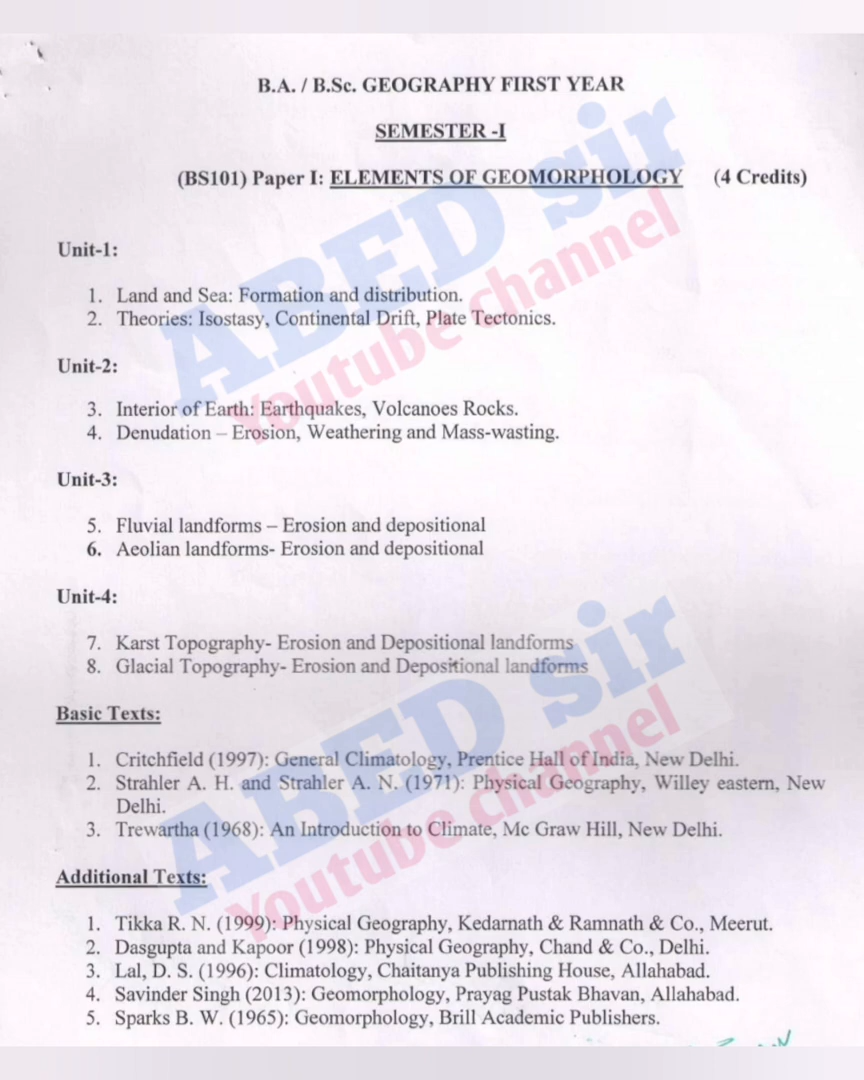 B.A. / B.Sc. GEOGRAPHY FIRST YEAR
SEMESTER -I
(BS101) Paper I: ELEMENTS OF GEOMORPHOLOGY (4 Credits)
Unit-1:
1. Land and Sea: Formation and distribution.
2. Theories: Isostasy, Continental Drift, Plate Tectonics.
Unit-2:
3. Interior of Earth: Earthquakes, Volcanoes Rocks.
4. Denudation – Erosion, Weathering and Mass-wasting.
Unit-3:
5. Fluvial landforms – Erosion and depositional
6. Aeolian landforms- Erosion and depositional
Unit-4:
7. Karst Topography- Erosion and Depositional landforms
8. Glacial Topography- Erosion and Depositional landforms
Basic Texts:
1. Critchfield (1997): General Climatology, Prentice Hall of India, New Delhi.
2. Strahler A. H. and Strahler A. N. (1971): Physical Geography, Willey eastern, New
Delhi.
3. Trewartha (1968): An Introduction to Climate, Mc Graw Hill, New Delhi.
Additional Texts:
1. Tikka R. N. (1999): Physical Geography, Kedarnath & Ramnath & Co., Meerut.
2. Dasgupta and Kapoor (1998): Physical Geography, Chand & Co., Delhi.
3. Lal, D. S. (1996): Climatology, Chaitanya Publishing House, Allahabad.
4. Savinder Singh (2013): Geomorphology, Prayag Pustak Bhavan, Allahabad.
5. Sparks B. W. (1965): Geomorphology, Brill Academic Publishers.
ABED sir
Youtube channel
ABED sir
Youtube channel